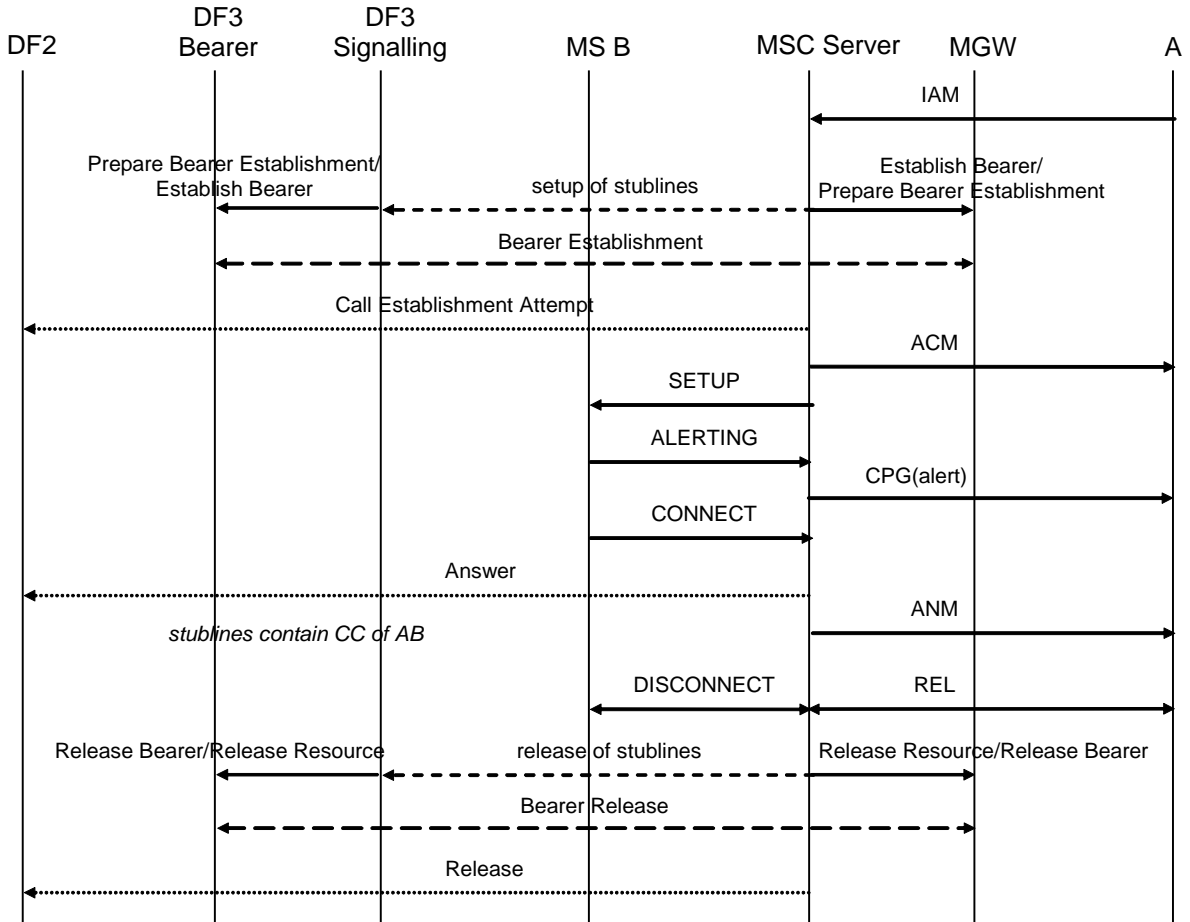 DF2
DF3
Bearer
DF3
Signalling
MS B
MSC Server
MGW
A
IAM
Prepare Bearer Establishment/
Establish Bearer
setup of stublines
Establish Bearer/
Prepare Bearer Establishment
Bearer Establishment
Call Establishment Attempt
ACM
SETUP
ALERTING
CPG(alert)
CONNECT
Answer
ANM
stublines contain CC of AB
DISCONNECT
REL
Release Bearer/Release Resource
release of stublines
Release Resource/Release Bearer
Bearer Release
Release